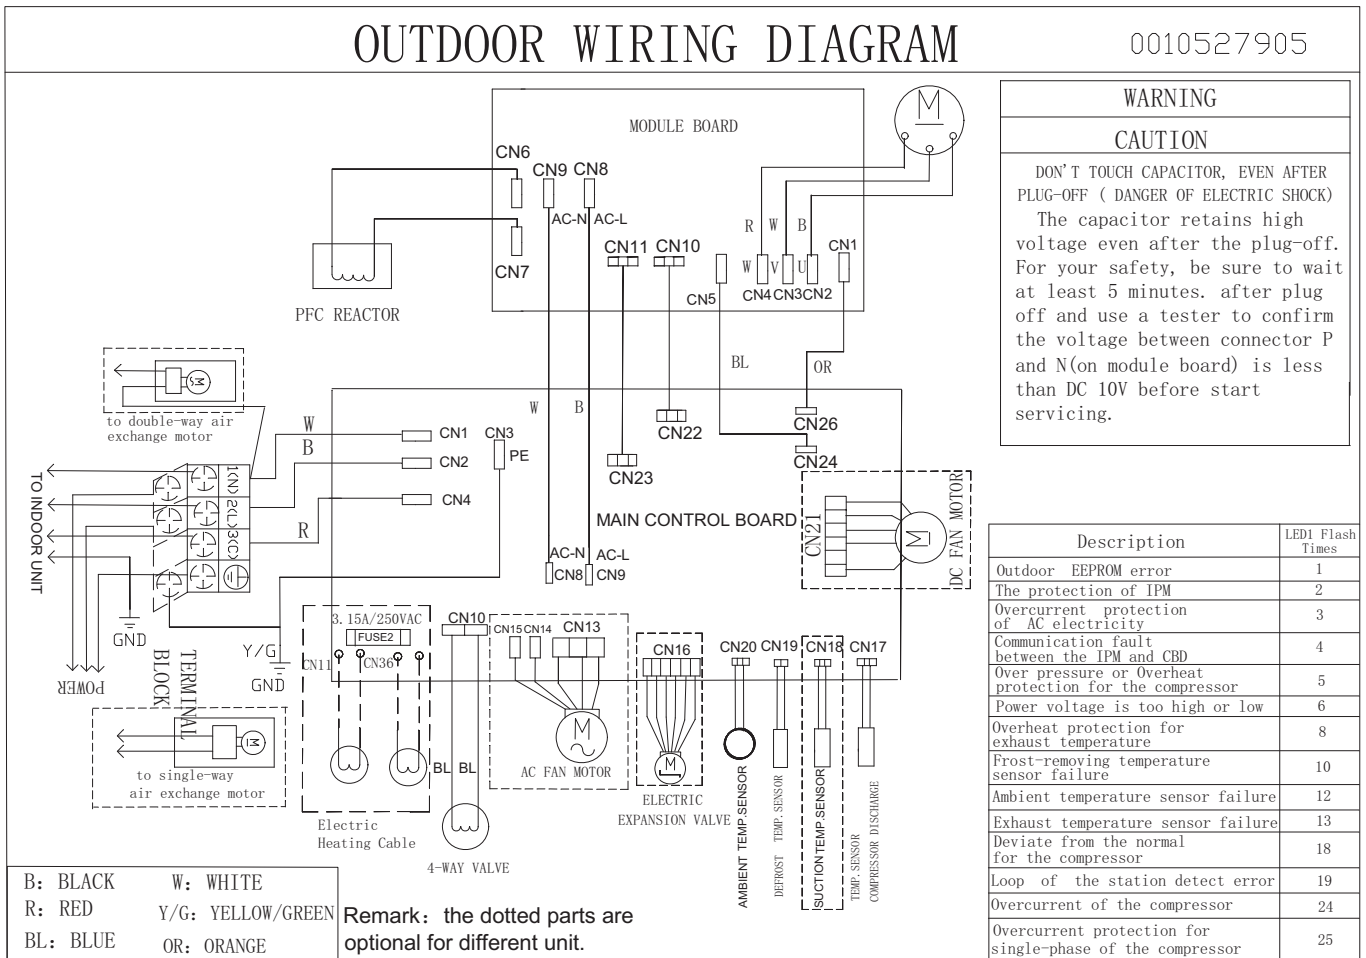 OUTDOOR WIRING DIAGRAM
0010527905
MODULE BOARD
M
CN6
CN9 CN8
AC-N AC-L
CN7
CN11 CN10
R W B
CN1
W V U
CN5
CN4 CN3 CN2
PFC REACTOR
BL
OR
W
B
CN26
CN22
CN24
CN23
WARNING
CAUTION
DON'T TOUCH CAPACITOR, EVEN AFTER
PLUG-OFF ( DANGER OF ELECTRIC SHOCK)
The capacitor retains high
voltage even after the plug-off.
For your safety, be sure to wait
at least 5 minutes. after plug
off and use a tester to confirm
the voltage between connector P
and N(on module board) is less
than DC 10V before start
servicing.
MS
to double-way air
exchange motor
W
B
R
CN1
CN2
CN4
CN3
PE
1(N)
2(L)
3(C)
TO INDOOR UNIT
GND
Y/G
GND
POWER
TERMINAL
BLOCK
M
to single-way
air exchange motor
MAIN CONTROL BOARD
CN21
M
DC FAN MOTOR
AC-N AC-L
CN8 CN9
3.15A/250VAC
FUSE2
CN11
CN36
Electric
Heating Cable
CN10
BL BL
4-WAY VALVE
CN15 CN14
CN13
M
AC FAN MOTOR
CN16
M
ELECTRIC
EXPANSION VALVE
CN20 CN19 CN18 CN17
AMBIENT TEMP.SENSOR
DEFROST TEMP.SENSOR
SUCTION TEMP.SENSOR
TEMP.SENSOR
COMPRESSOR DISCHARGE
Description LED1 Flash
Times
Outdoor EEPROM error 1
The protection of IPM 2
Overcurrent protection
of AC electricity 3
Communication fault
between the IPM and CBD 4
Over pressure or Overheat
protection for the compressor 5
Power voltage is too high or low 6
Overheat protection for
exhaust temperature 8
Frost-removing temperature
sensor failure 10
Ambient temperature sensor failure 12
Exhaust temperature sensor failure 13
Deviate from the normal
for the compressor 18
Loop of the station detect error 19
Overcurrent of the compressor 24
Overcurrent protection for
single-phase of the compressor 25
B: BLACK W: WHITE
R: RED Y/G: YELLOW/GREEN
BL: BLUE OR: ORANGE
Remark: the dotted parts are
optional for different unit.